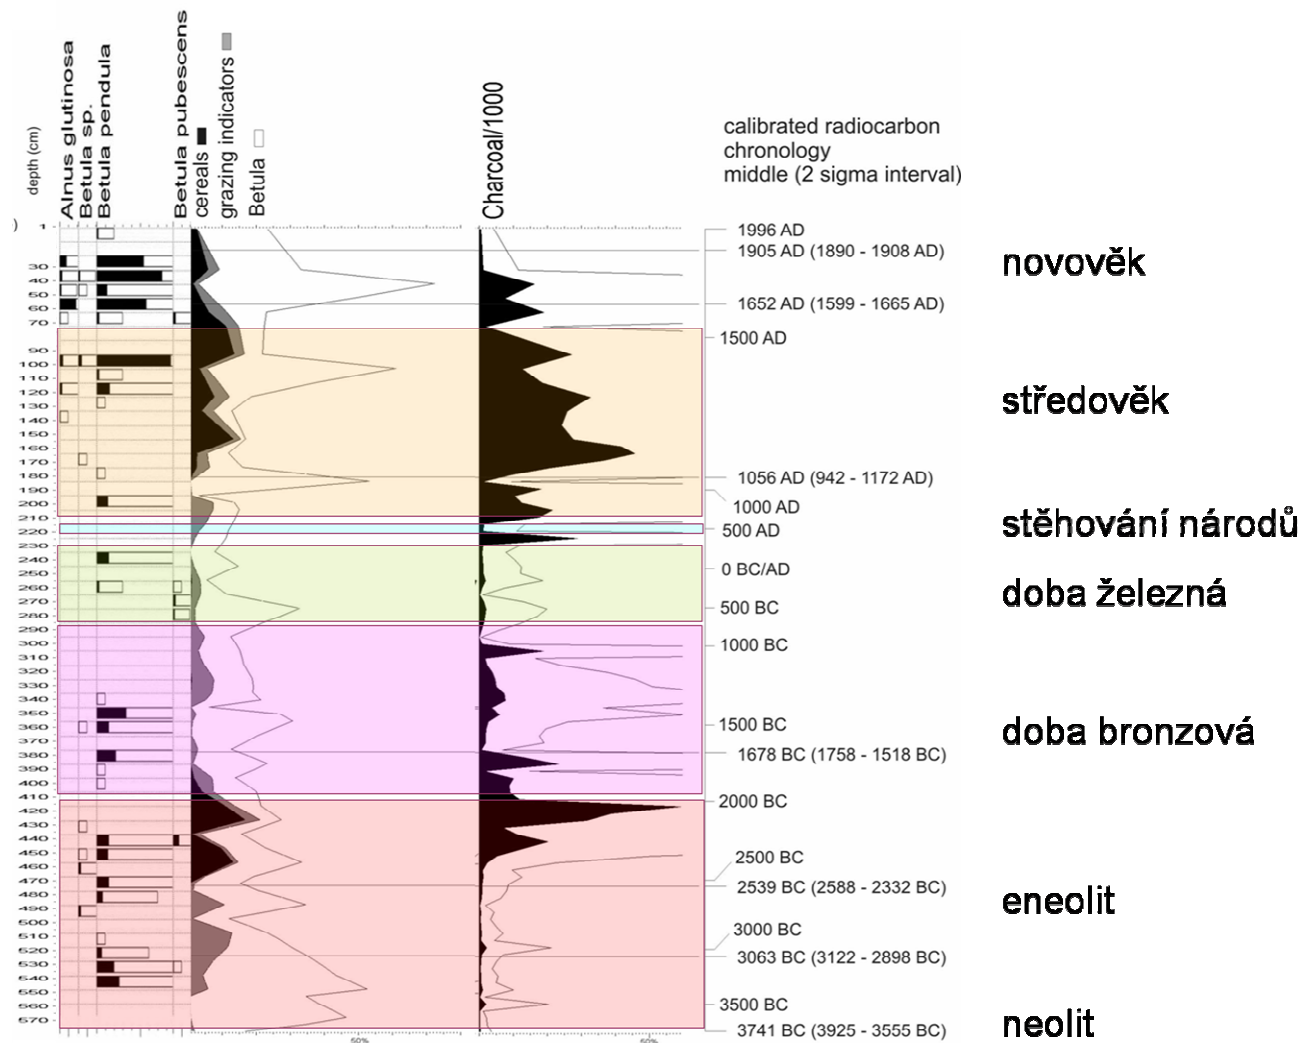 depth (cm)
Alnus glutinosa
Betula sp.
Betula pendula
Betula pubescens
cereals
grazing indicators
Betula
Charcoal/1000
calibrated radiocarbon
chronology
middle (2 sigma interval)
)
1
30
40
50
60
70
90
100
110
120
130
140
150
160
170
180
190
200
210
220
230
240
250
260
270
280
290
300
310
320
330
340
350
360
370
380
390
400
410
420
430
440
450
460
470
480
490
500
510
520
530
540
550
560
570
1996 AD
1905 AD (1890 - 1908 AD)
1652 AD (1599 - 1665 AD)
1500 AD
1056 AD (942 - 1172 AD)
1000 AD
500 AD
0 BC/AD
500 BC
1000 BC
1500 BC
1678 BC (1758 - 1518 BC)
2000 BC
2500 BC
2539 BC (2588 - 2332 BC)
3000 BC
3063 BC (3122 - 2898 BC)
3500 BC
3741 BC (3925 - 3555 BC)
novověk
středověk
stěhování národů
doba železná
doba bronzová
eneolit
neolit
50%
50%